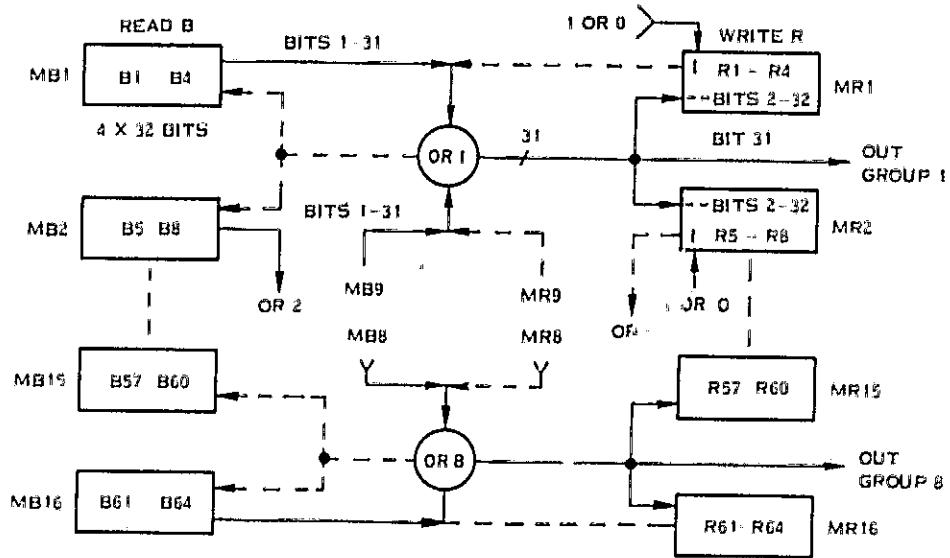 READ B
BITS 1-31
1 OR 0
WRITE R
MB1
B1 B4
R1 - R4
MR1
BITS 2-32
4 X 32 BITS
OR 1
31
BIT 31
OUT
GROUP 1
MB2
B5 B8
BITS 1-31
BITS 2-32
R5 - R8
MR2
OR 2
MB9
MR9
OR
OR 0
MB8
MR8
MB15
B57 B60
R57 R60
MR15
OR 8
OUT
GROUP 8
MB16
B61 B64
R61-R64
MR16